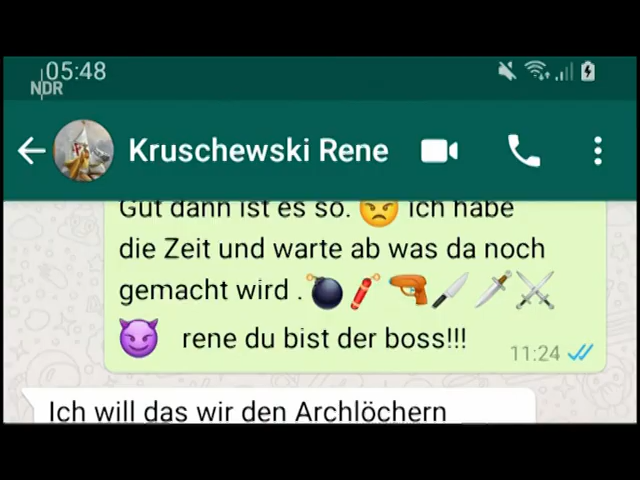 05:48
NDR
Kruschewski Rene
Gut dann ist es so. 😠 Ich habe
die Zeit und warte ab was da noch
gemacht wird . 💣 🧨 🔫 🔪 🗡 ⚔
😈 rene du bist der boss!!!
11:24
Ich will das wir den Archlöchern